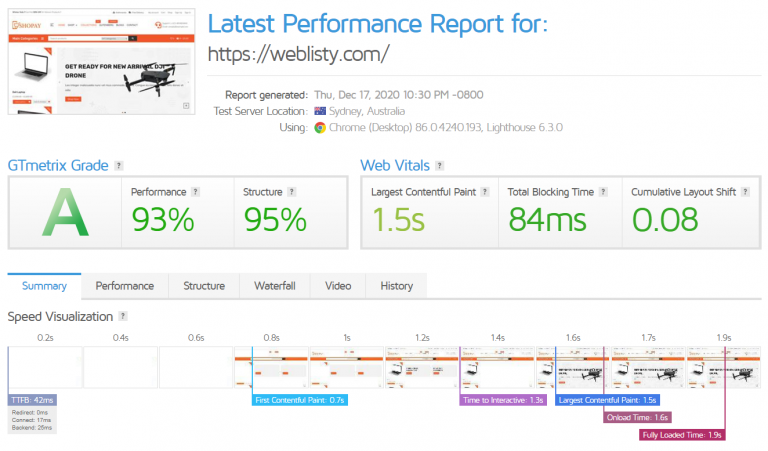 Latest Performance Report for:
https://weblisty.com/
GET READY FOR NEW ARRIVAL DJI
DRONE
Report generated: Thu, Dec 17, 2020 10:30 PM -0800
Test Server Location: Sydney, Australia
Using: Chrome (Desktop) 86.0.4240.193, Lighthouse 6.3.0
GTmetrix Grade ?
Web Vitals ?
A
Performance ?
93%
Structure ?
95%
Largest Contentful Paint ?
1.5s
Total Blocking Time ?
84ms
Cumulative Layout Shift ?
0.08
Summary Performance Structure Waterfall Video History
Speed Visualization ?
0.2s 0.4s 0.6s 0.8s 1s 1.2s 1.4s 1.6s 1.7s 1.9s
TTFB: 42ms
Redirect: 0ms
Connect: 17ms
Backend: 25ms
First Contentful Paint: 0.7s
Time to Interactive: 1.3s
Largest Contentful Paint: 1.5s
Onload Time: 1.6s
Fully Loaded Time: 1.9s